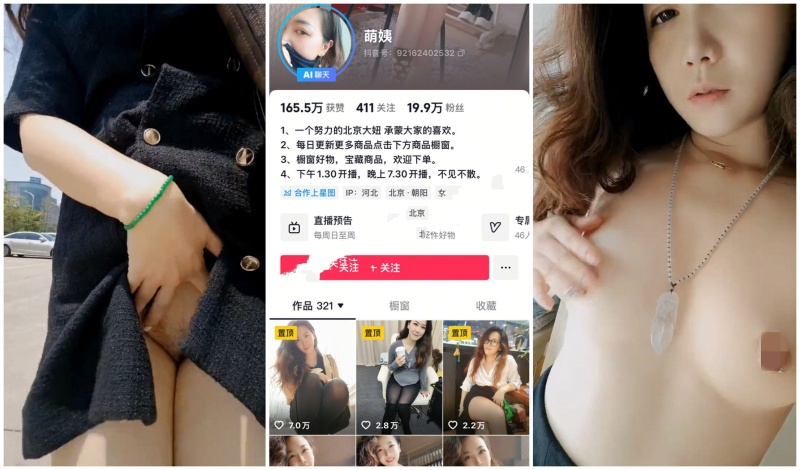 萌姨
抖音号：92162402532
AI 聊天
165.5万 获赞 411 关注 19.9万 粉丝
1、一个努力的北京大妞 承蒙大家的喜欢。
2、每日更新更多商品点击下方商品橱窗。
3、橱窗好物，宝藏商品，欢迎下单。
4、下午 1.30 开播，晚上 7.30 开播，不见不散。
46
合作上星图 IP：河北 北京·朝阳 女
北京
直播预告
每周日至周
好物
专属
46人
关注 + 关注
作品 321 橱窗 收藏
置顶 置顶 置顶
7.0万 2.8万 2.2万